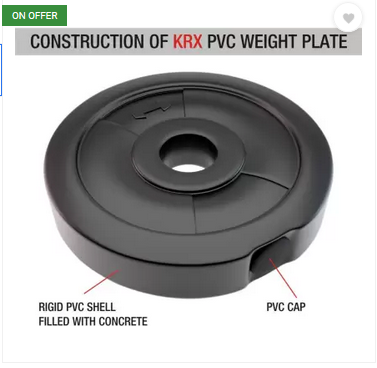 ON OFFER
CONSTRUCTION OF KRX PVC WEIGHT PLATE
RIGID PVC SHELL
FILLED WITH CONCRETE
PVC CAP